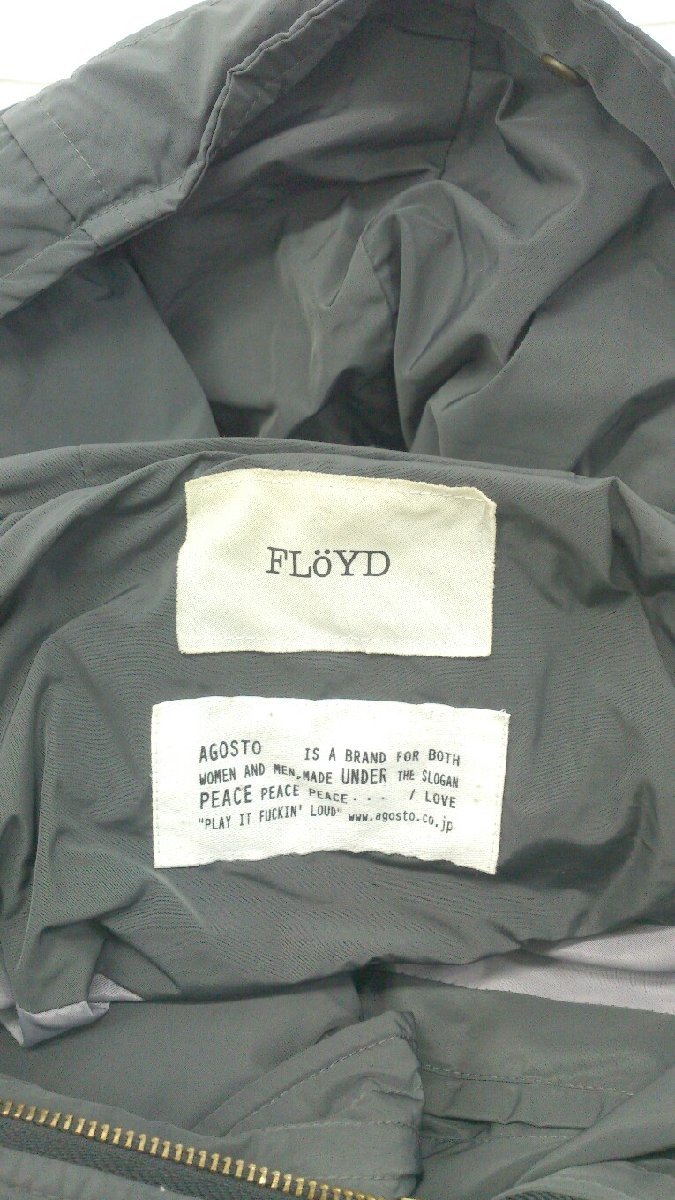 FLöYD
AGOSTO IS A BRAND FOR BOTH
WOMEN AND MEN.MADE UNDER THE SLOGAN
PEACE PEACE PEACE... / LOVE
"PLAY IT FUCKIN' LOUD" www.agosto.co.jp